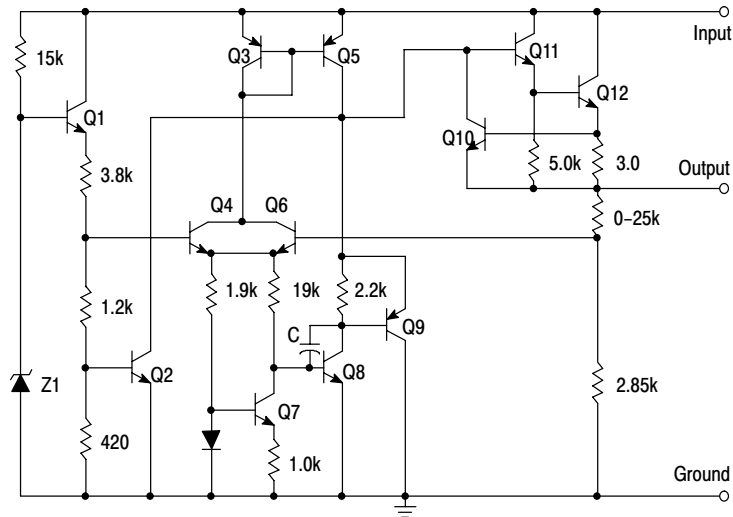 Input
15k
Q3
Q5
Q11
Q12
Q1
Q10
3.8k
5.0k
3.0
Output
Q4
Q6
0–25k
1.2k
1.9k
19k
2.2k
C
Q9
Z1
Q2
Q8
2.85k
Q7
420
1.0k
Ground